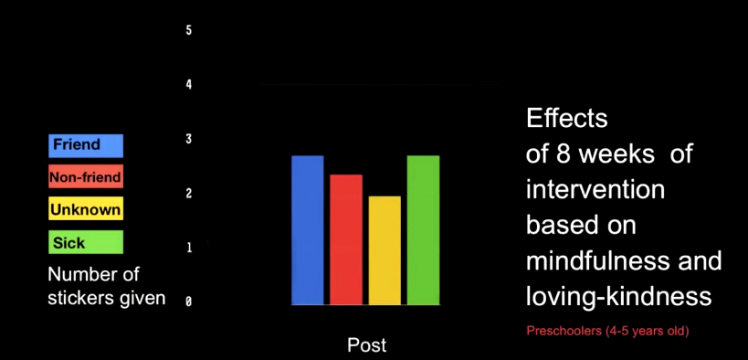 5
4
3
2
1
0
Friend
Non-friend
Unknown
Sick
Number of
stickers given
Post
Effects
of 8 weeks of
intervention
based on
mindfulness and
loving-kindness
Preschoolers (4-5 years old)